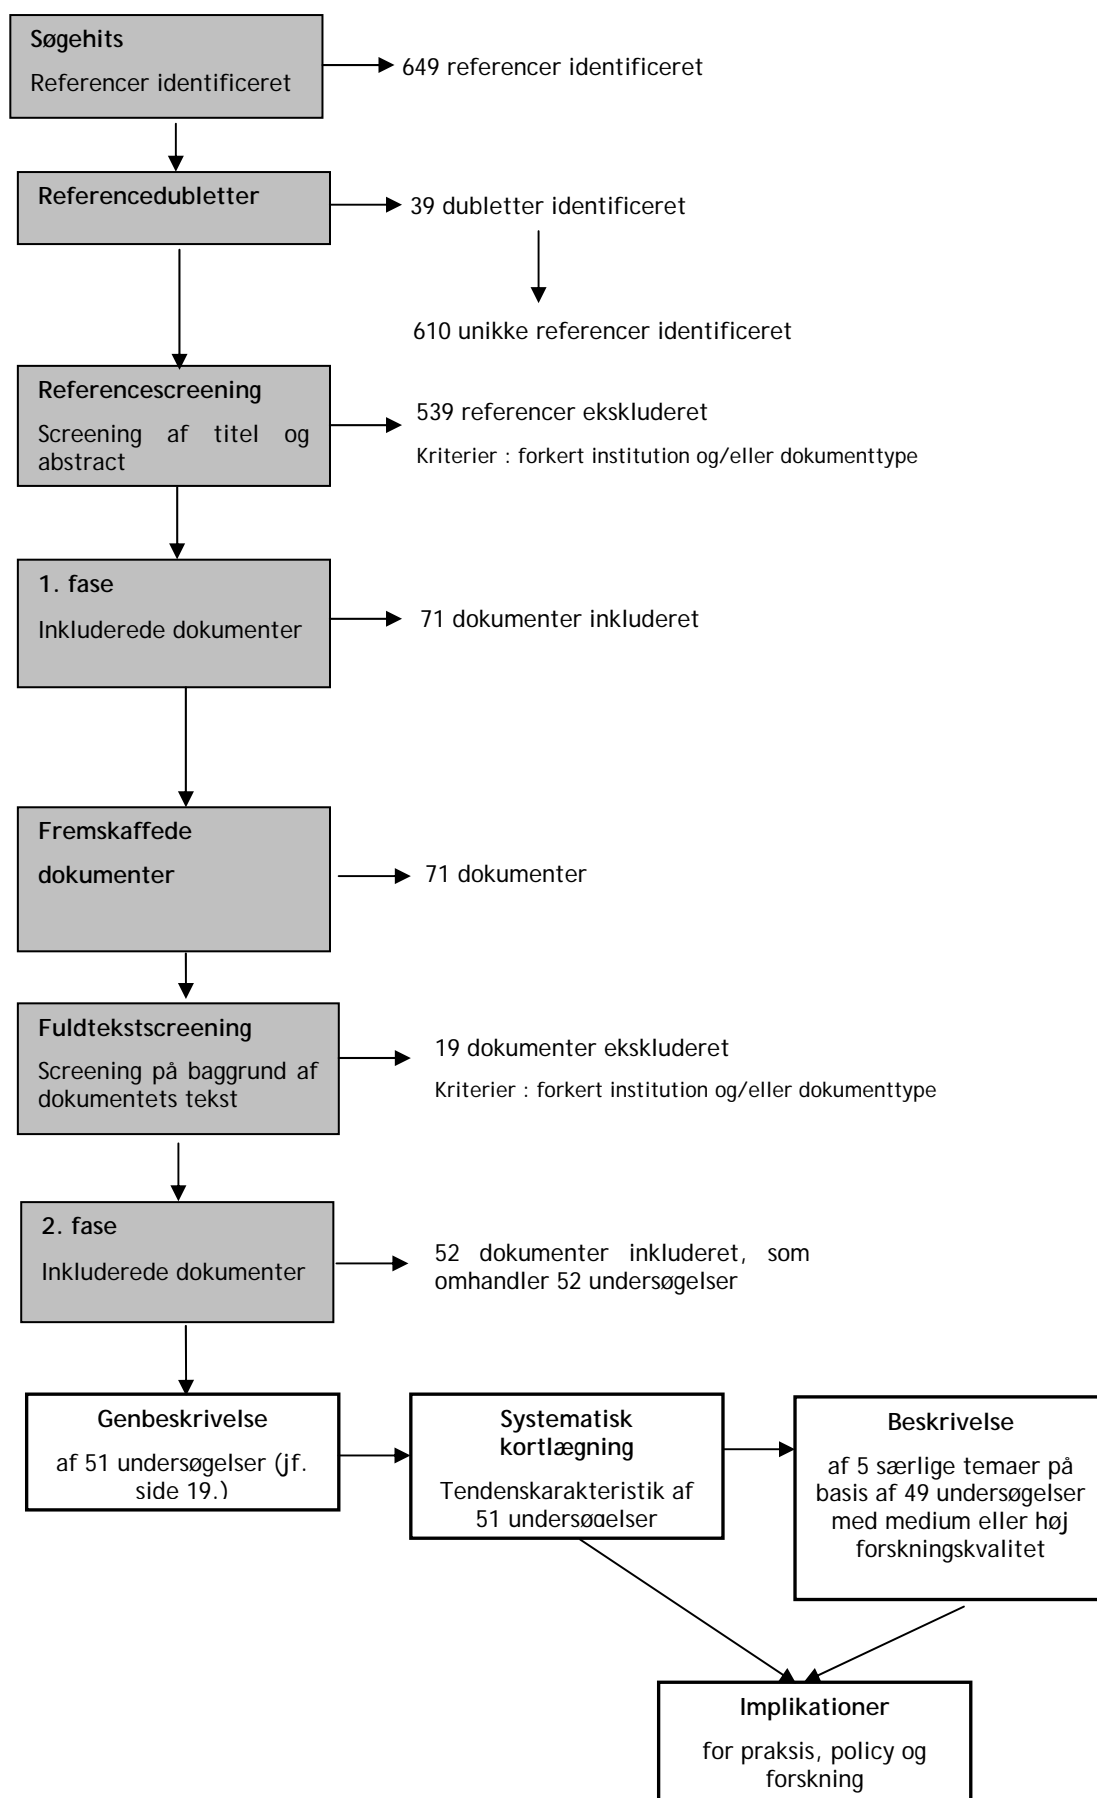 Søgehits
Referencer identificeret
649 referencer identificeret
Referencedubletter
39 dubletter identificeret
610 unikke referencer identificeret
Referencescreening
Screening af titel og
abstract
539 referencer ekskluderet
Kriterier : forkert institution og/eller dokumenttype
1. fase
Inkluderede dokumenter
71 dokumenter inkluderet
Fremskaffede
dokumenter
71 dokumenter
Fuldtekstscreening
Screening på baggrund af
dokumentets tekst
19 dokumenter ekskluderet
Kriterier : forkert institution og/eller dokumenttype
2. fase
Inkluderede dokumenter
52 dokumenter inkluderet, som
omhandler 52 undersøgelser
Genbeskrivelse
af 51 undersøgelser (jf.
side 19.)
Systematisk
kortlægning
Tendenskarakteristik af
51 undersøgelser
Beskrivelse
af 5 særlige temaer på
basis af 49 undersøgelser
med medium eller høj
forskningskvalitet
Implikationer
for praksis, policy og
forskning